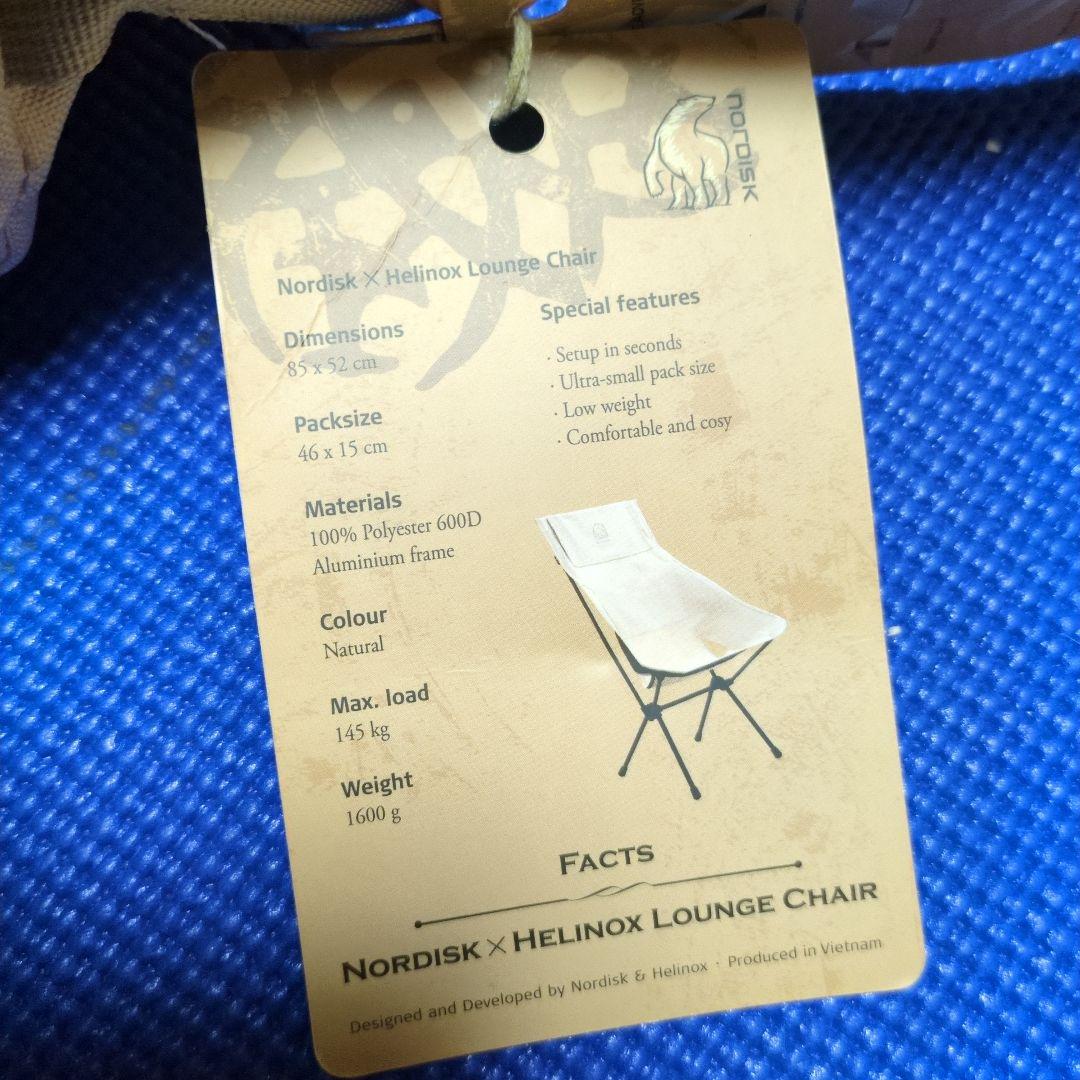 nordisk
Nordisk × Helinox Lounge Chair
Dimensions
85 x 52 cm
Packsize
46 x 15 cm
Materials
100% Polyester 600D
Aluminium frame
Colour
Natural
Max. load
145 kg
Weight
1600 g
Special features
· Setup in seconds
· Ultra-small pack size
· Low weight
· Comfortable and cosy
FACTS
NORDISK × HELINOX LOUNGE CHAIR
Designed and Developed by Nordisk & Helinox · Produced in Vietnam